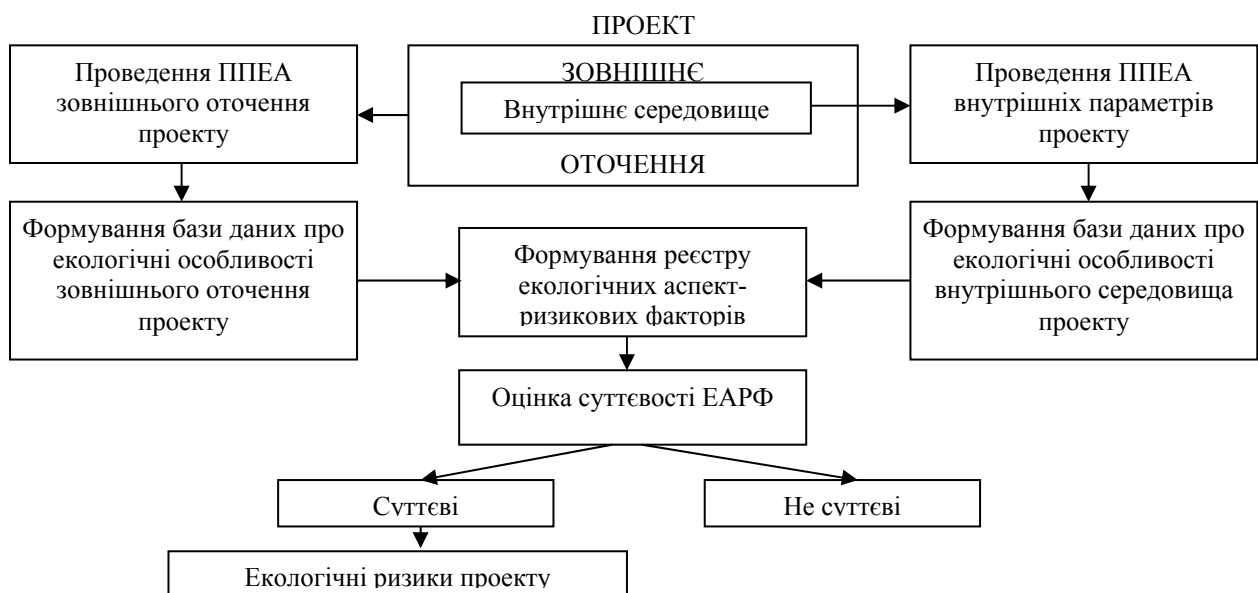 ПРОЕКТ
Проведення ППЕА
зовнішнього оточення
проекту
ЗОВНІШНЄ
Внутрішнє середовище
ОТОЧЕННЯ
Проведення ППЕА
внутрішніх параметрів
проекту
Формування бази даних про
екологічні особливості
зовнішнього оточення
проекту
Формування реєстру
екологічних аспект-
ризикових факторів
Формування бази даних про
екологічні особливості
внутрішнього середовища
проекту
Оцінка суттєвості ЕАРФ
Суттєві
Не суттєві
Екологічні ризики проекту